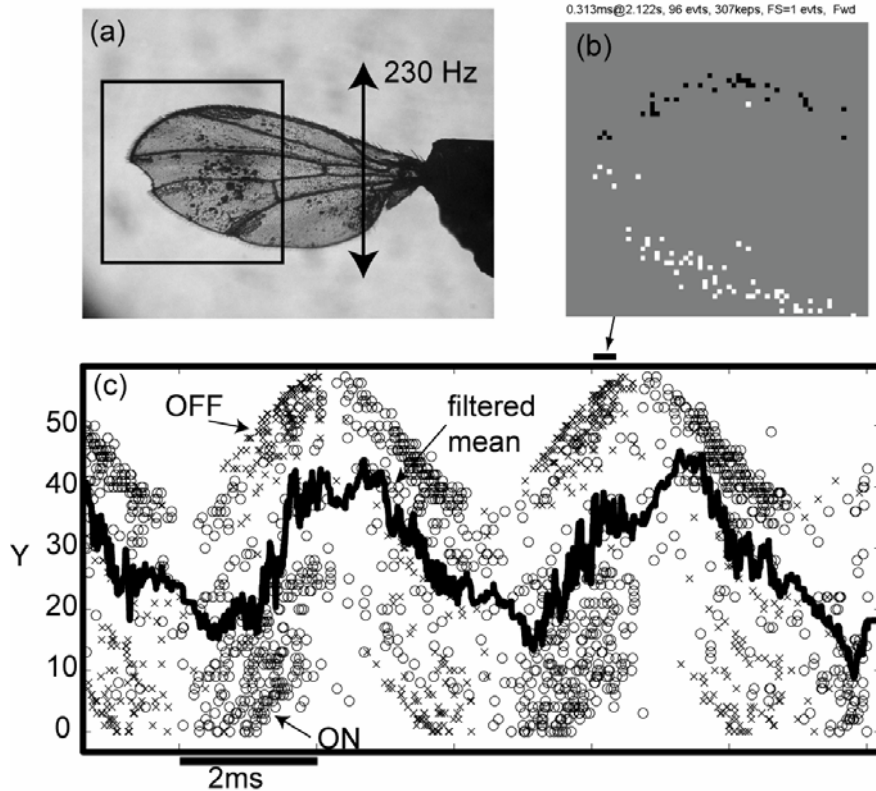 0.313ms@2.122s, 96 evts, 307keps, FS=1 evts, Fwd
(a)
230 Hz
(b)
(c)
OFF
filtered
mean
50
40
30
Y
20
10
0
ON
2ms